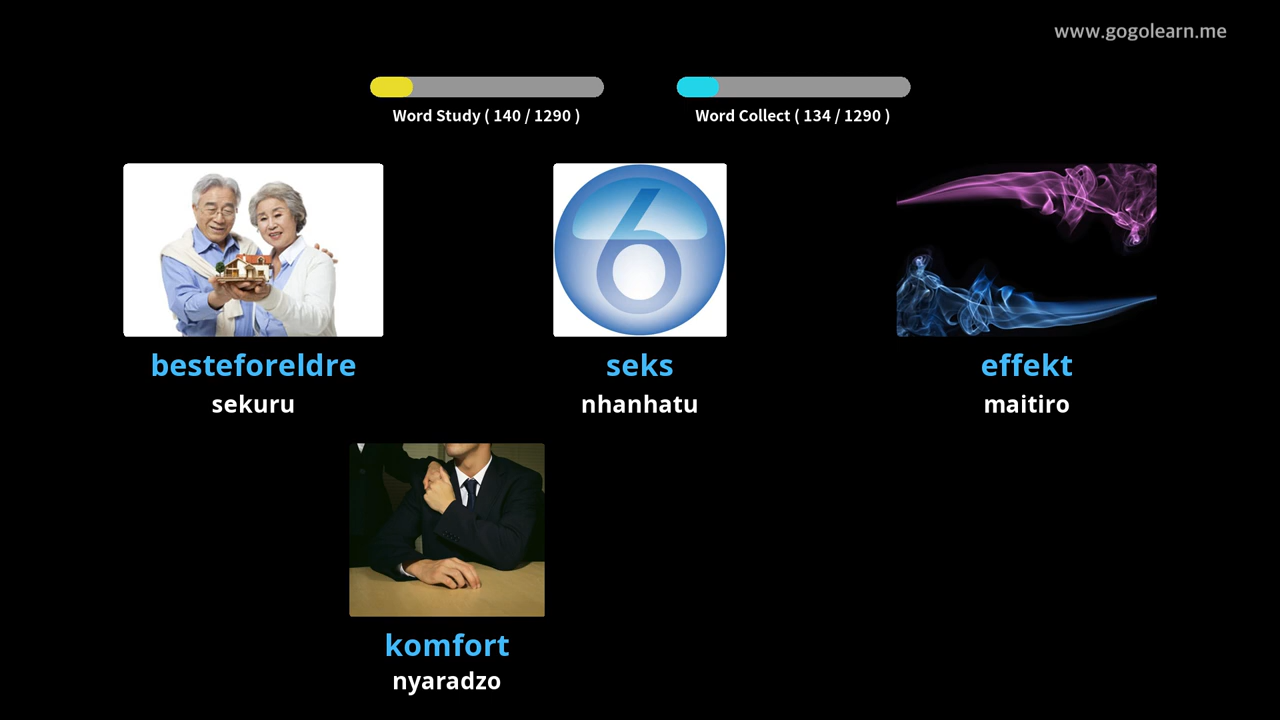 www.gogolearn.me
Word Study ( 140 / 1290 )
Word Collect ( 134 / 1290 )
6
besteforeldre
sekuru
seks
nhanhatu
effekt
maitiro
komfort
nyaradzo